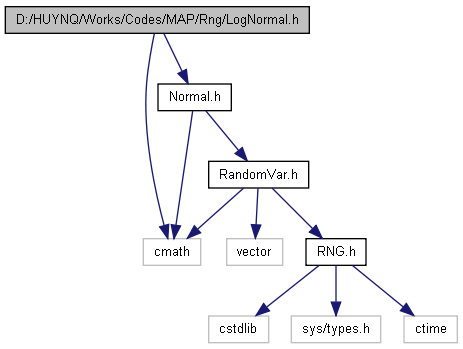 D:/HUYNQ/Works/Codes/MAP/Rng/LogNormal.h
Normal.h
RandomVar.h
cmath
vector
RNG.h
cstdlib
sys/types.h
ctime